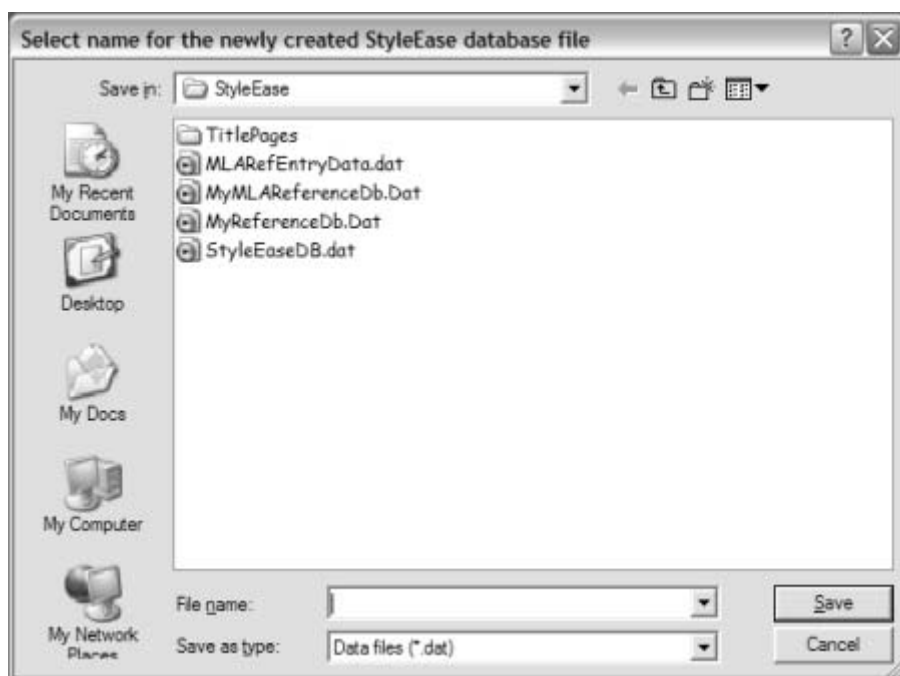 Select name for the newly created StyleEase database file
Save in:
StyleEase
TitlePages
MLARefEntryData.dat
MyMLAReferenceDb.Dat
MyReferenceDb.Dat
StyleEaseDB.dat
My Recent
Documents
Desktop
My Docs
My Computer
My Network
Places
File name:
Save
Save as type:
Data files (*.dat)
Cancel